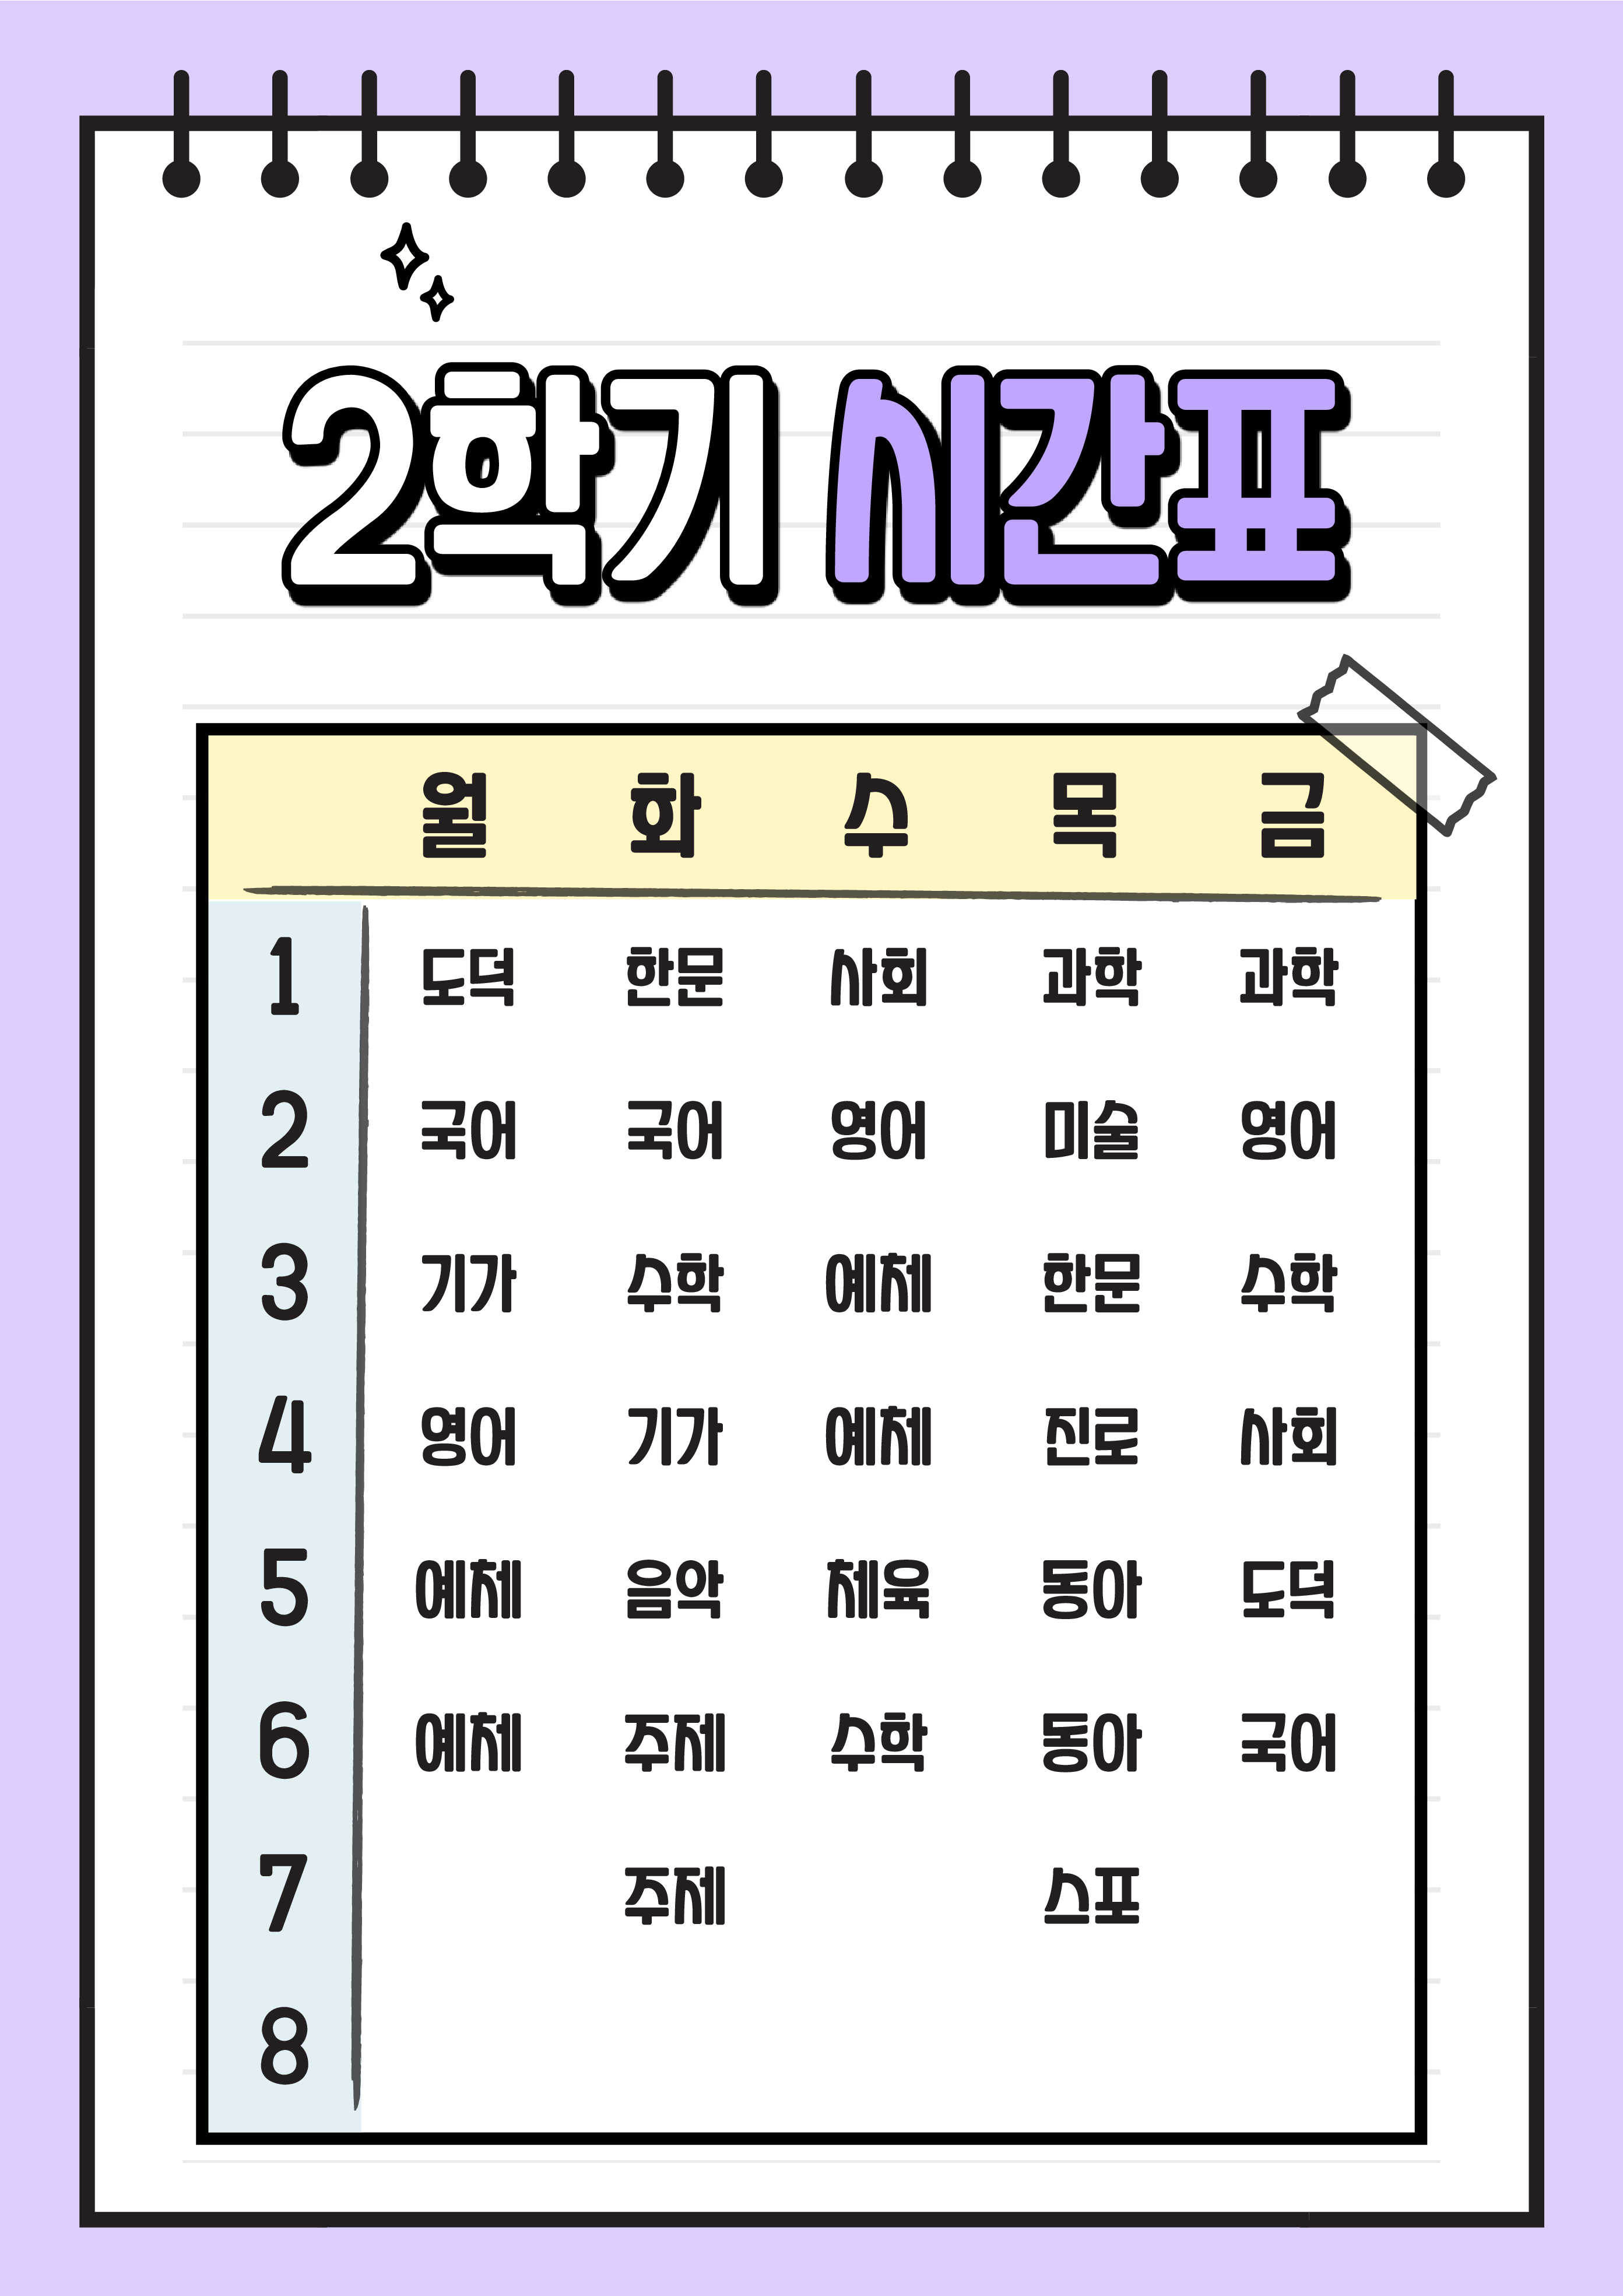 2학기 시간표
월 화 수 목 금
1 도덕 한문 사회 과학 과학
2 국어 국어 영어 미술 영어
3 기가 수학 예체 한문 수학
4 영어 기가 예체 진로 사회
5 예체 음악 체육 동아 도덕
6 예체 주제 수학 동아 국어
7 주제 스포
8